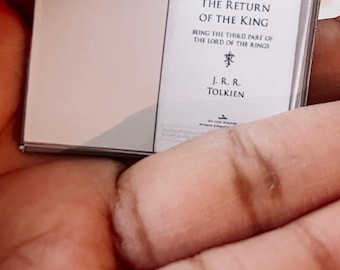 THE RETURN
OF THE KING
BEING THE THIRD PART OF
THE LORD OF THE RINGS
J. R. R.
TOLKIEN